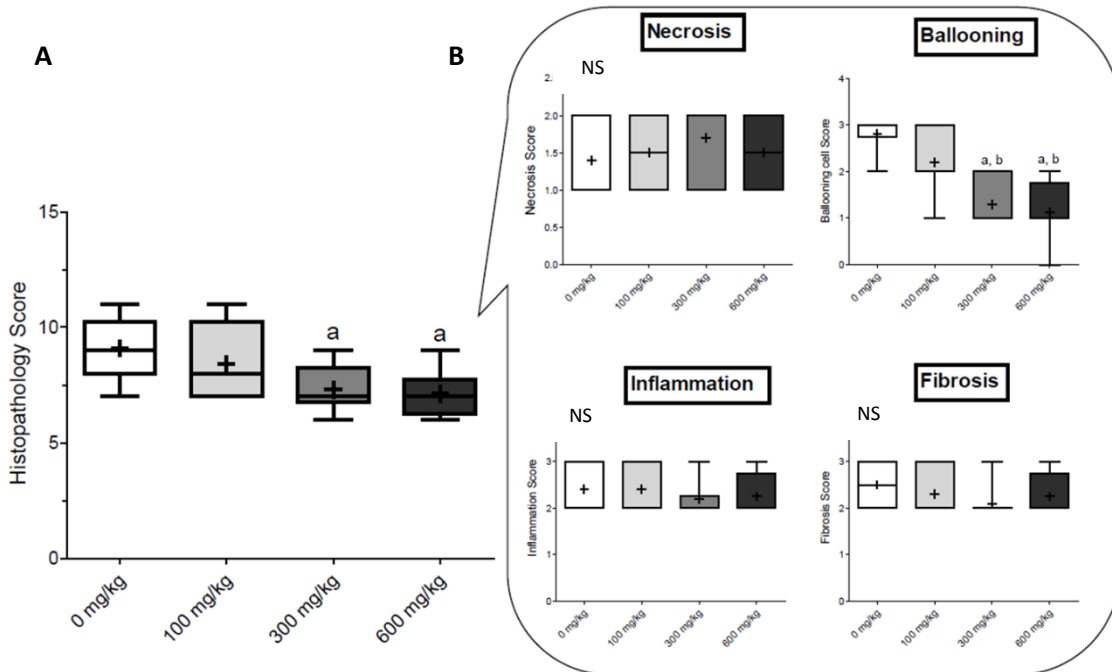 A
Histopathology Score
15
10
5
0
a
a
0 mg/kg
100 mg/kg
300 mg/kg
600 mg/kg
B
Necrosis
NS
Necrosis Score
2.
2.0
1.5
1.0
0.5
0.0
0 mg/kg
100 mg/kg
300 mg/kg
600 mg/kg
Ballooning
Ballooning cell Score
4
3
2
1
0
a, b
a, b
0 mg/kg
100 mg/kg
300 mg/kg
600 mg/kg
Inflammation
NS
Inflammation Score
3
2
1
0
0 mg/kg
100 mg/kg
300 mg/kg
600 mg/kg
Fibrosis
NS
Fibrosis Score
3
2
1
0
0 mg/kg
100 mg/kg
300 mg/kg
600 mg/kg